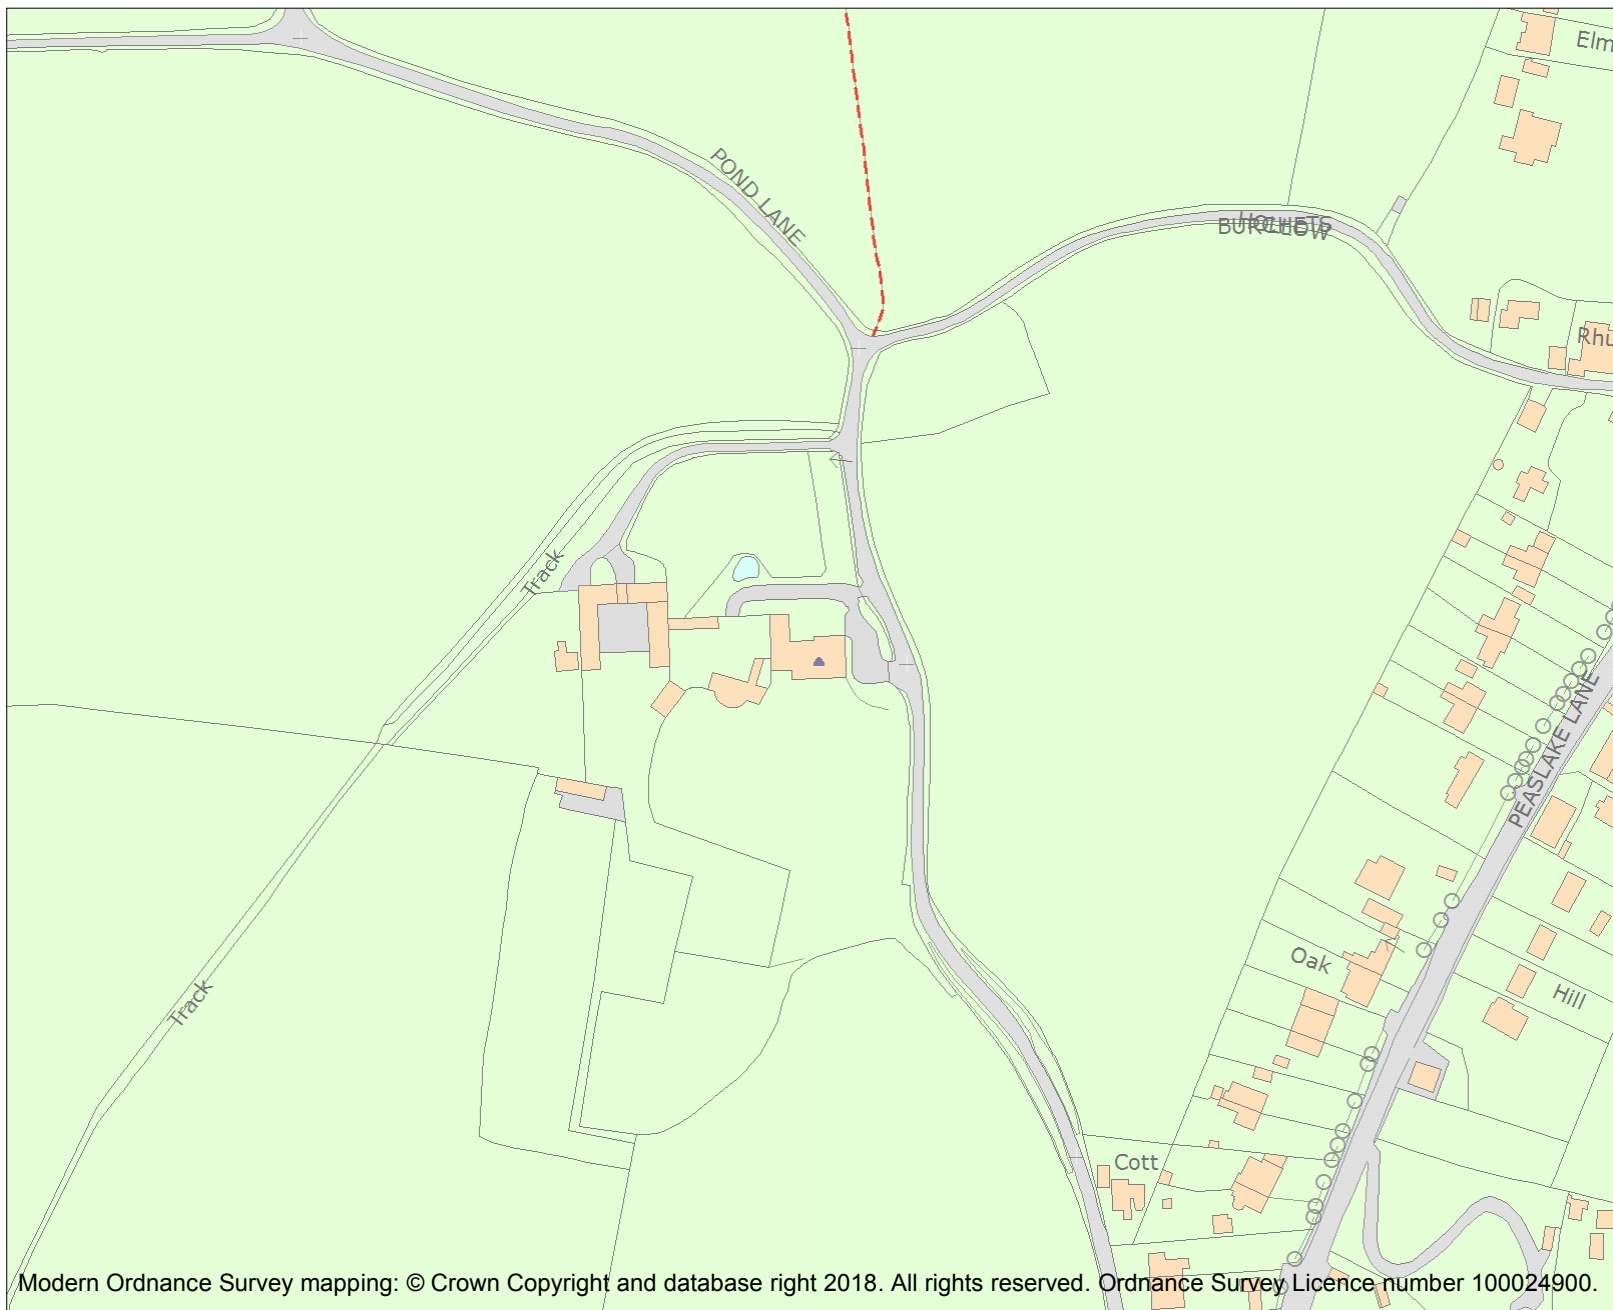 Elm
POND LANE
Rhu
Track
PEASLAKE LANE
Oak
Hill
Track
Cott
Modern Ordnance Survey mapping: © Crown Copyright and database right 2018. All rights reserved. Ordnance Survey Licence number 100024900.